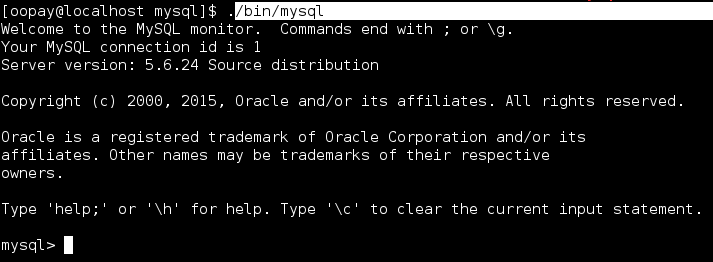 [oopay@localhost mysql]$ ./bin/mysql
Welcome to the MySQL monitor.  Commands end with ; or \g.
Your MySQL connection id is 1
Server version: 5.6.24 Source distribution
Copyright (c) 2000, 2015, Oracle and/or its affiliates. All rights reserved.
Oracle is a registered trademark of Oracle Corporation and/or its
affiliates. Other names may be trademarks of their respective
owners.
Type 'help;' or '\h' for help. Type '\c' to clear the current input statement.
mysql>